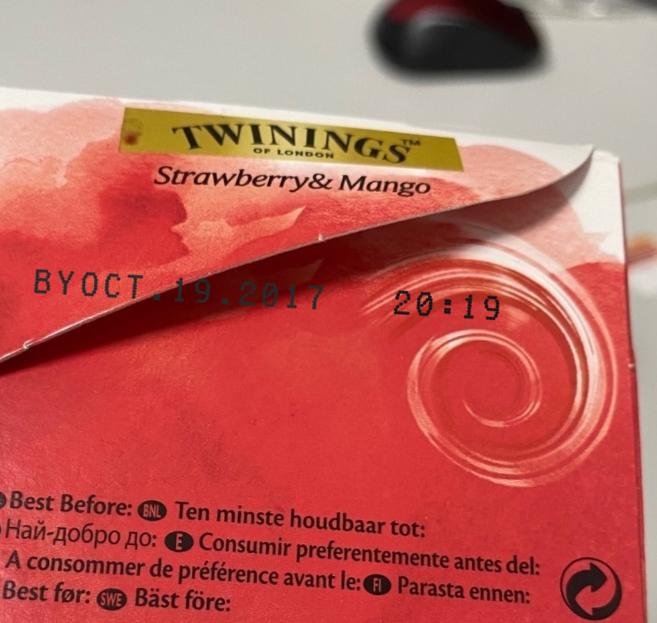 TWININGS™
OF LONDON
Strawberry& Mango
BYOCT.19.2017 20:19
Best Before: BNL Ten minste houdbaar tot:
Най-добро до: E Consumir preferentemente antes del:
A consommer de préférence avant le: FI Parasta ennen:
Best før: SWE Bäst före: